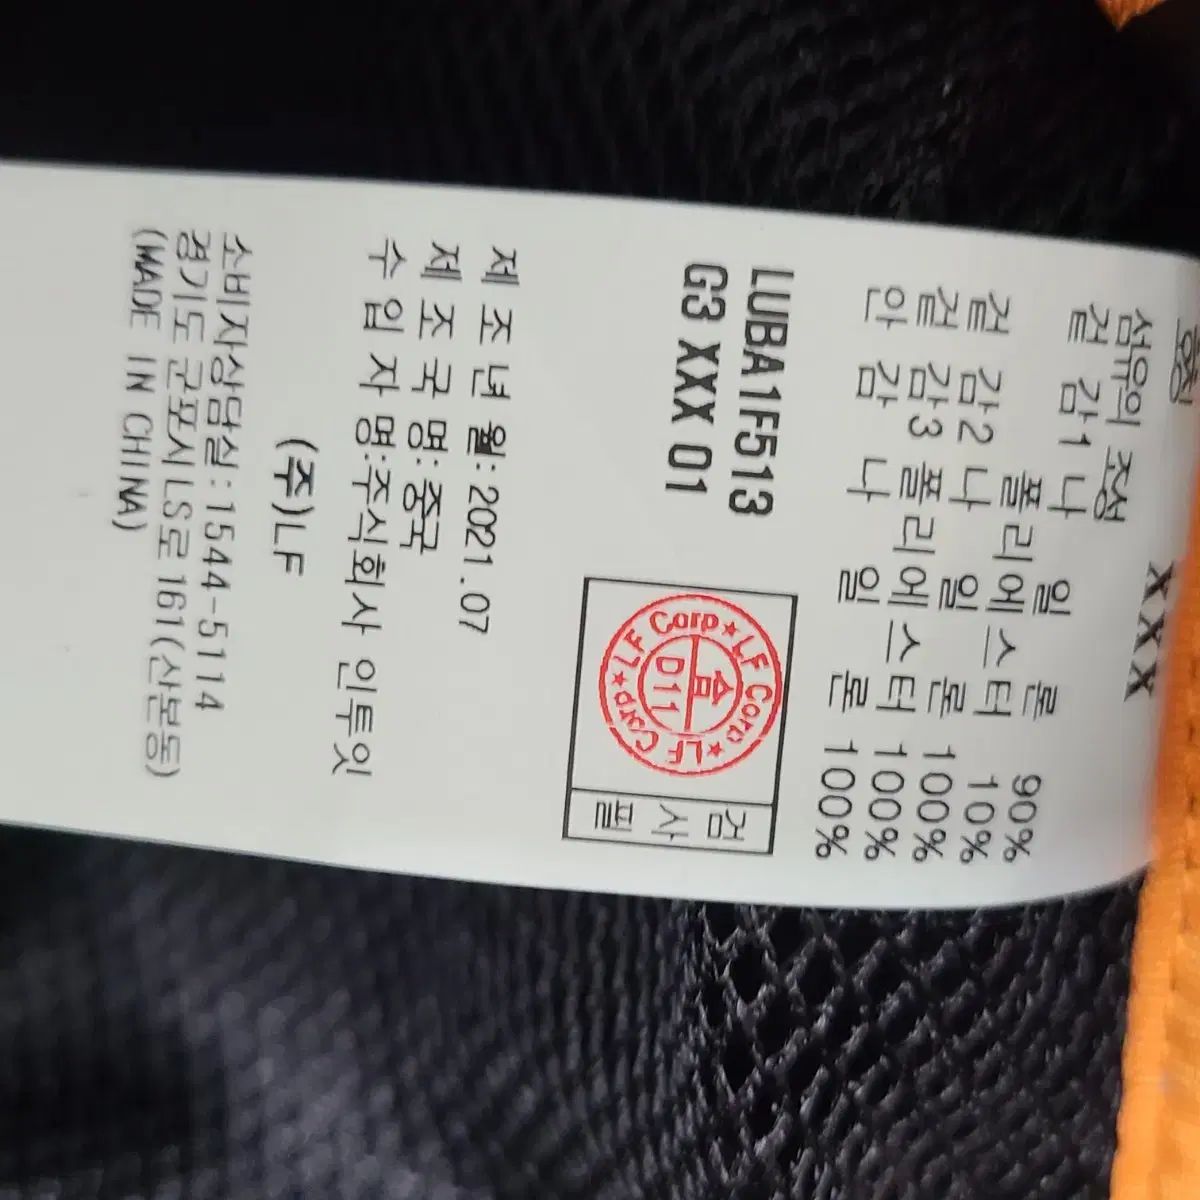 XXX
섬유의 조성
겉 감1 나 일 론 90%
폴리에스터 10%
겉 감2 나 일 론 100%
겉 감3 폴리에스터 100%
안 감 나 일 론 100%
LUBA1F513
G3 XXX 01
LF Corp★LF Corp★LF Corp★LF Corp★
숍
D11
검사필
제 조 년 월:2021.07
제 조 국 명:중국
수 입 자 명:주식회사 인투잇
(주)LF
소비자상담실:1544-5114
경기도 군포시LS로161(산본동)
(MADE IN CHINA)